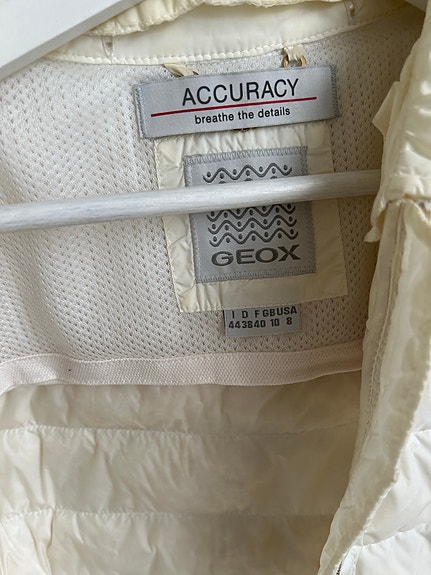 ACCURACY
breathe the details
GEOX
I D F GB USA
44 38 40 10 8